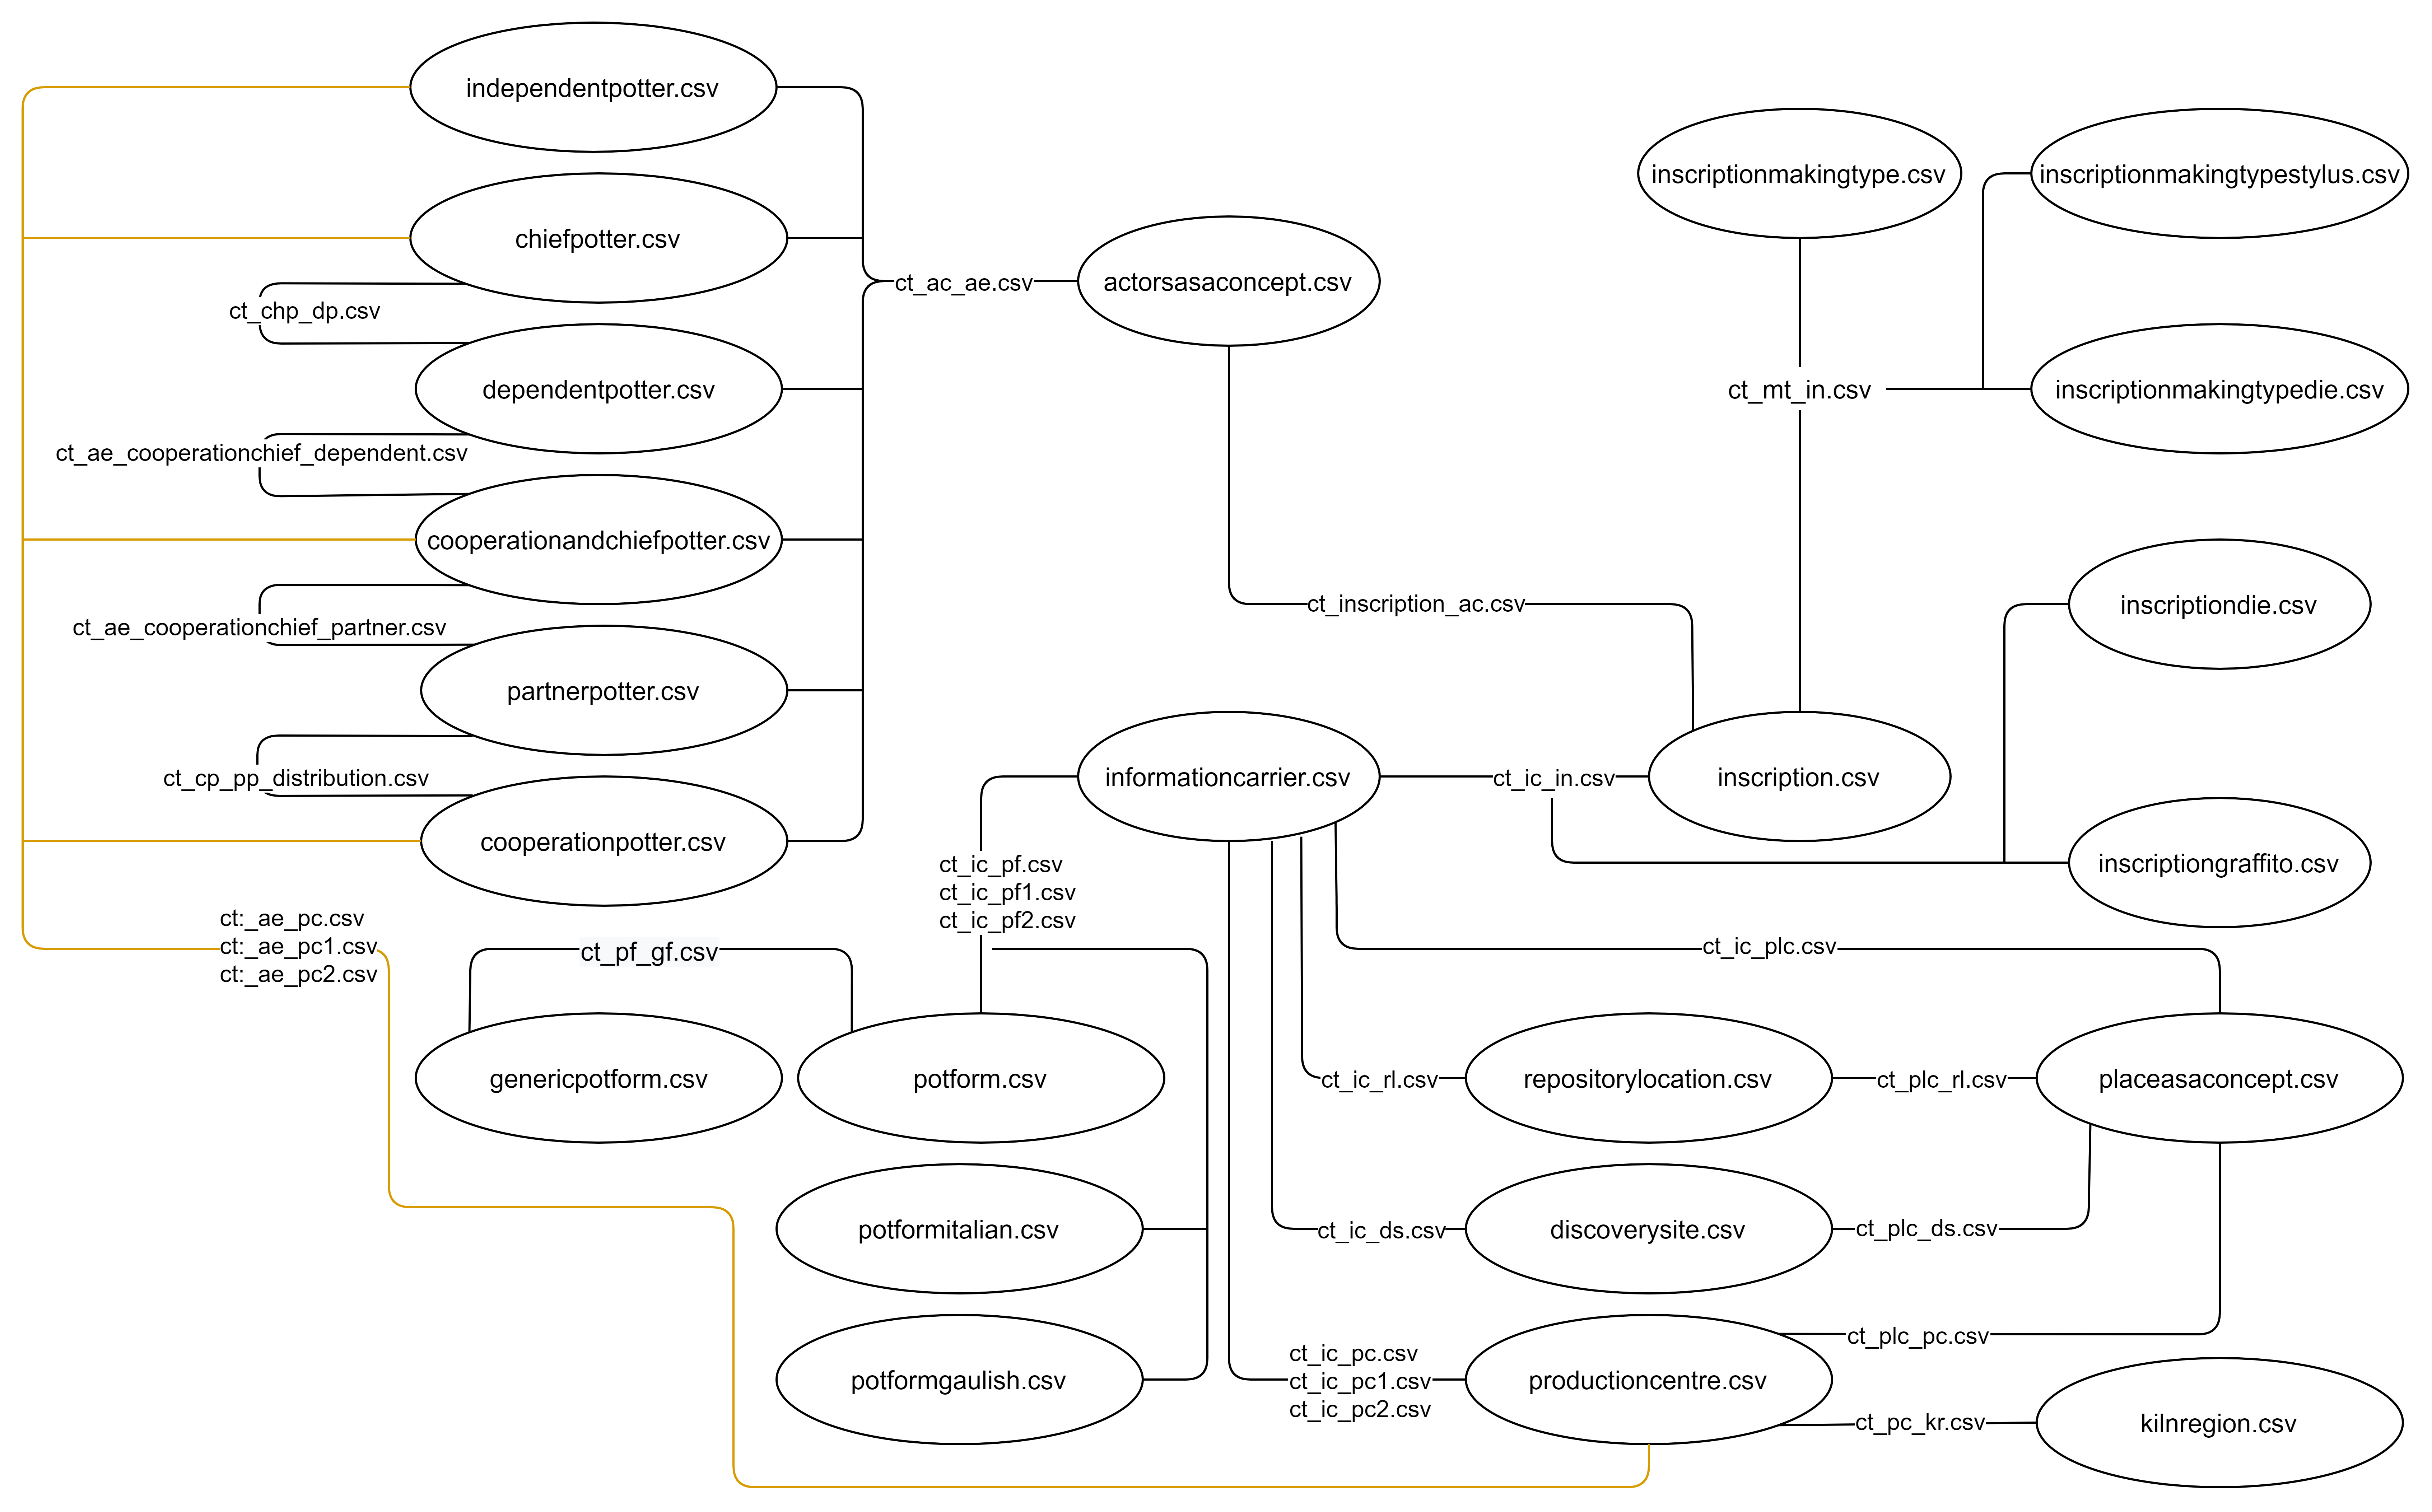 independentpotter.csv
chiefpotter.csv
ct_chp_dp.csv
dependentpotter.csv
ct_ae_cooperationchief_dependent.csv
cooperationandchiefpotter.csv
ct_ae_cooperationchief_partner.csv
partnerpotter.csv
ct_cp_pp_distribution.csv
cooperationpotter.csv
ct:_ae_pc.csv
ct:_ae_pc1.csv
ct:_ae_pc2.csv
ct_ac_ae.csv
actorsasaconcept.csv
inscriptionmakingtype.csv
inscriptionmakingtypestylus.csv
ct_mt_in.csv
inscriptionmakingtypedie.csv
ct_inscription_ac.csv
inscriptiondie.csv
informationcarrier.csv
ct_ic_in.csv
inscription.csv
inscriptiongraffito.csv
ct_ic_pf.csv
ct_ic_pf1.csv
ct_ic_pf2.csv
ct_pf_gf.csv
ct_ic_plc.csv
genericpotform.csv
potform.csv
ct_ic_rl.csv
repositorylocation.csv
ct_plc_rl.csv
placeasaconcept.csv
potformitalian.csv
ct_ic_ds.csv
discoverysite.csv
ct_plc_ds.csv
potformgaulish.csv
ct_ic_pc.csv
ct_ic_pc1.csv
ct_ic_pc2.csv
productioncentre.csv
ct_plc_pc.csv
ct_pc_kr.csv
kilnregion.csv